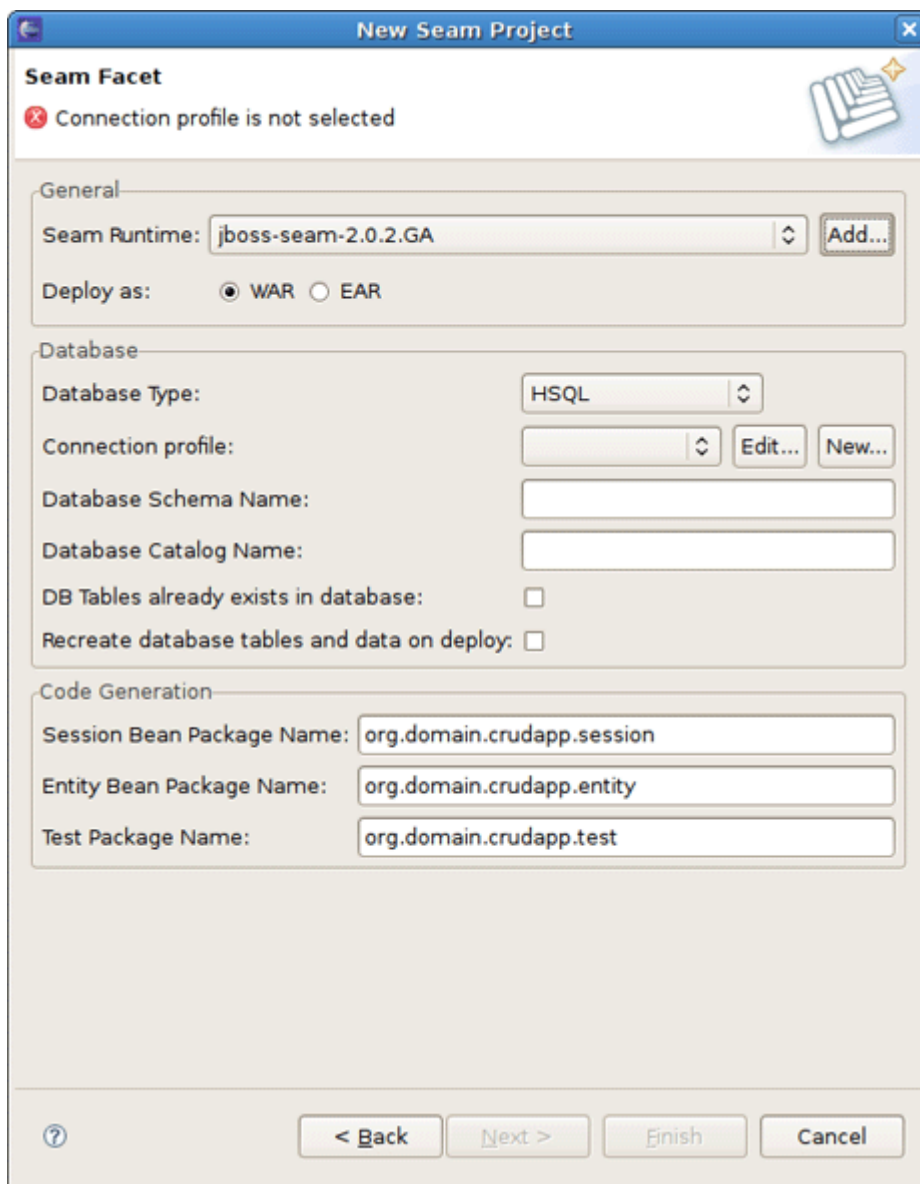 New Seam Project
Seam Facet
Connection profile is not selected
General
Seam Runtime: jboss-seam-2.0.2.GA Add...
Deploy as: WAR EAR
Database
Database Type: HSQL
Connection profile: Edit... New...
Database Schema Name:
Database Catalog Name:
DB Tables already exists in database:
Recreate database tables and data on deploy:
Code Generation
Session Bean Package Name: org.domain.crudapp.session
Entity Bean Package Name: org.domain.crudapp.entity
Test Package Name: org.domain.crudapp.test
? < Back Next > Finish Cancel